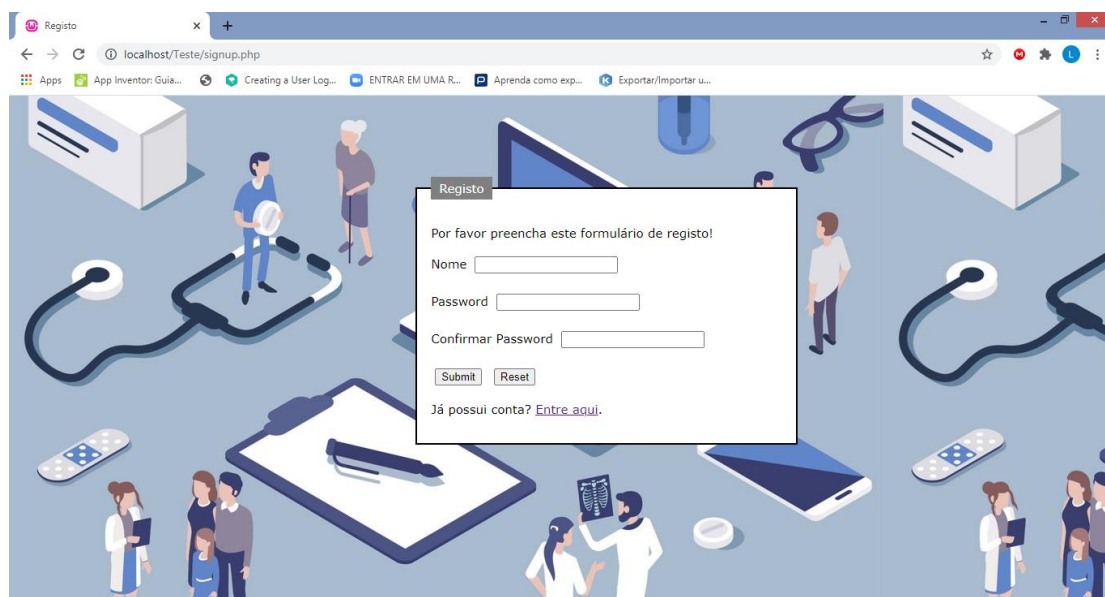 Registo
localhost/Teste/signup.php
Apps App Inventor: Guia... Creating a User Log... ENTRAR EM UMA R... Aprenda como exp... Exportar/Importar u...
Registo
Por favor preencha este formulário de registo!
Nome
Password
Confirmar Password
Submit Reset
Já possui conta? Entre aqui.